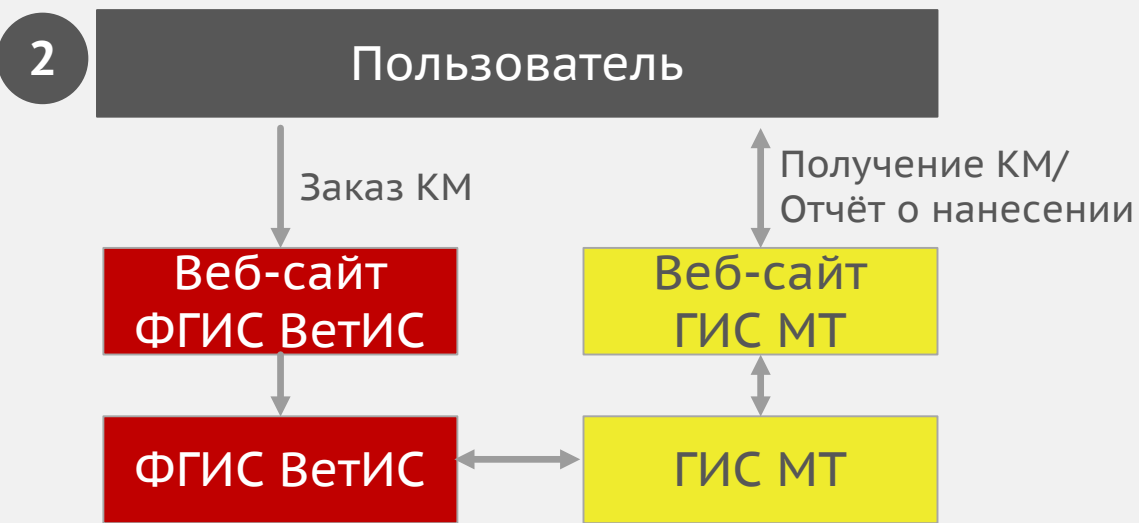 2
Пользователь
Заказ КМ
Получение КМ/
Отчёт о нанесении
Веб-сайт
ФГИС ВетИС
Веб-сайт
ГИС МТ
ФГИС ВетИС
ГИС МТ